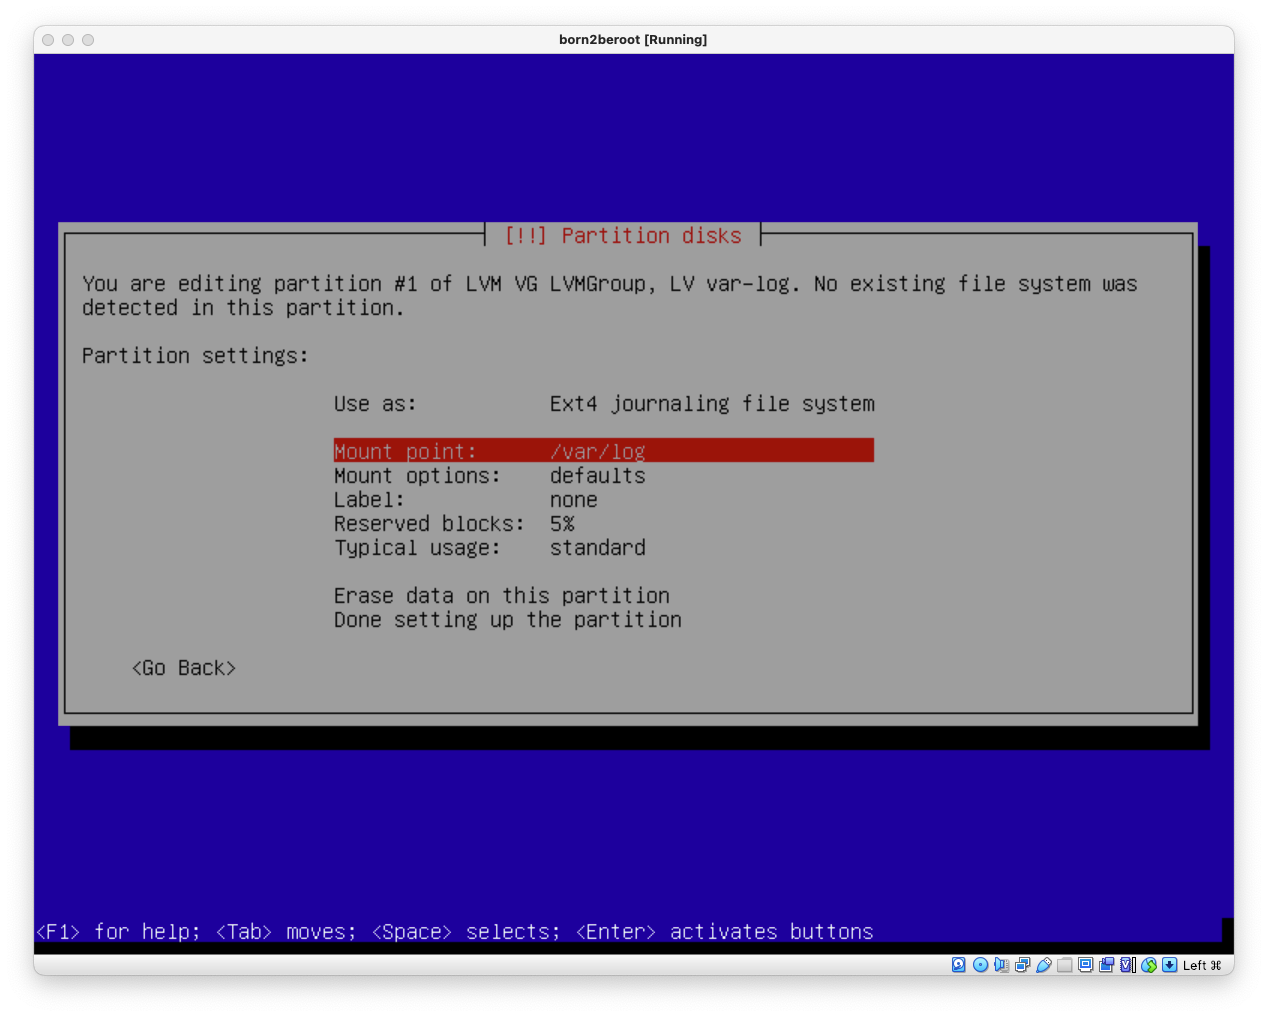 born2beroot [Running]
[!!] Partition disks
You are editing partition #1 of LVM VG LVMGroup, LV var-log. No existing file system was
detected in this partition.
Partition settings:
Use as: Ext4 journaling file system
Mount point: /var/log
Mount options: defaults
Label: none
Reserved blocks: 5%
Typical usage: standard
Erase data on this partition
Done setting up the partition
<Go Back>
<F1> for help; <Tab> moves; <Space> selects; <Enter> activates buttons
Left ⌘